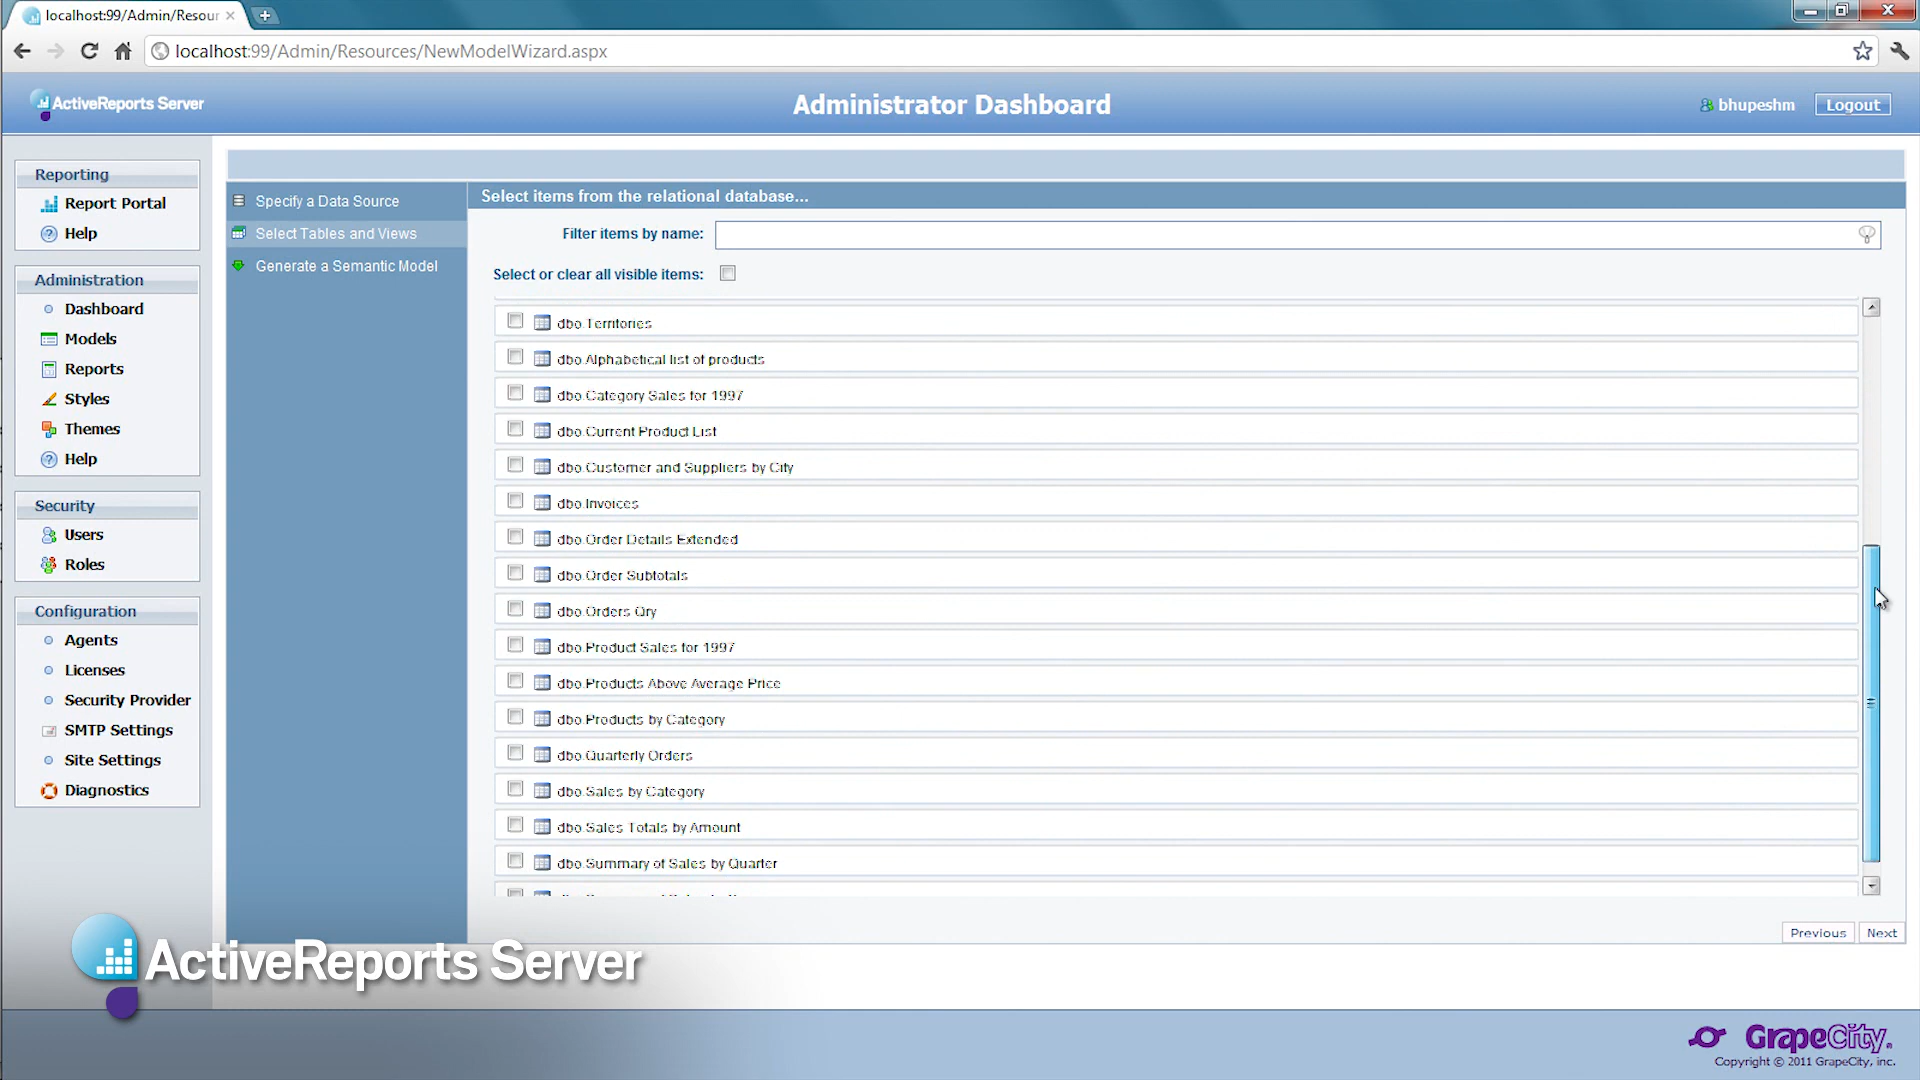 localhost:99/Admin/Resour
localhost:99/Admin/Resources/NewModelWizard.aspx
ActiveReports Server
Administrator Dashboard
bhupeshm
Logout
Reporting
Report Portal
Help
Administration
Dashboard
Models
Reports
Styles
Themes
Help
Security
Users
Roles
Configuration
Agents
Licenses
Security Provider
SMTP Settings
Site Settings
Diagnostics
Specify a Data Source
Select Tables and Views
Generate a Semantic Model
Select items from the relational database...
Filter items by name:
Select or clear all visible items:
dbo.Territories
dbo.Alphabetical list of products
dbo.Category Sales for 1997
dbo.Current Product List
dbo.Customer and Suppliers by City
dbo.Invoices
dbo.Order Details Extended
dbo.Order Subtotals
dbo.Orders Qry
dbo.Product Sales for 1997
dbo.Products Above Average Price
dbo.Products by Category
dbo.Quarterly Orders
dbo.Sales by Category
dbo.Sales Totals by Amount
dbo.Summary of Sales by Quarter
Previous
Next
ActiveReports Server
GrapeCity.
Copyright © 2011 GrapeCity, inc.